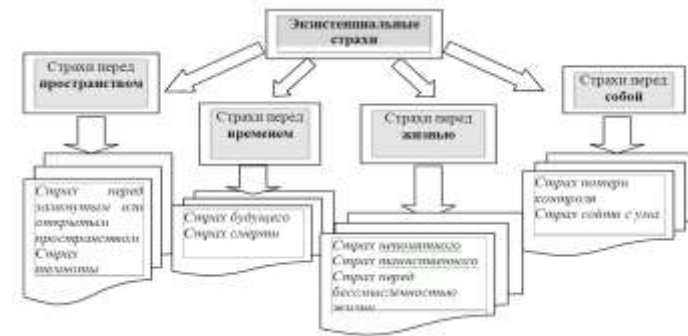 Экзистенциальные
страхи
Страхи перед
пространством
Страхи перед
временем
Страхи перед
жизнью
Страхи перед
собой
Страх перед
замкнутым или
открытым
пространством
Страх
темноты
Страх будущего
Страх смерти
Страх непонятного
Страх таинственного
Страх перед
бессмысленностью
жизни
Страх потери
контроля
Страх сойти с ума